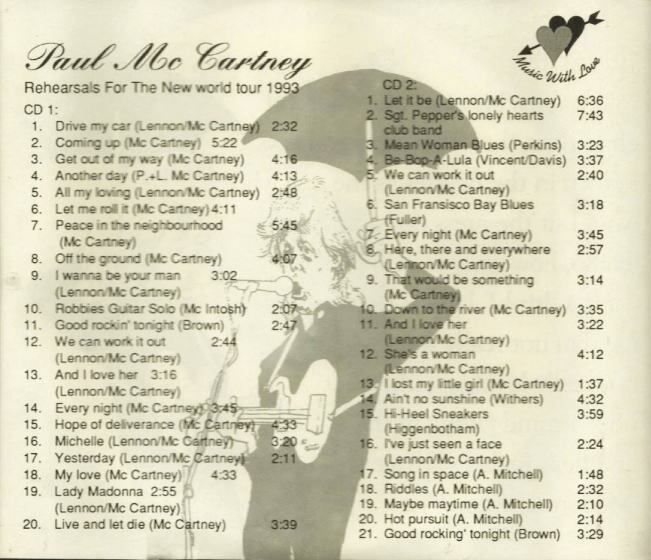 Paul Mc Cartney
Rehearsals For The New world tour 1993
Music With Love
CD 1:
1. Drive my car (Lennon/Mc Cartney) 2:32
2. Coming up (Mc Cartney) 5:22
3. Get out of my way (Mc Cartney) 4:16
4. Another day (P.+L. Mc Cartney) 4:13
5. All my loving (Lennon/Mc Cartney) 2:48
6. Let me roll it (Mc Cartney) 4:11
7. Peace in the neighbourhood 5:45
(Mc Cartney)
8. Off the ground (Mc Cartney) 4:07
9. I wanna be your man 3:02
(Lennon/Mc Cartney)
10. Robbies Guitar Solo (Mc Intosh) 2:07
11. Good rockin' tonight (Brown) 2:47
12. We can work it out 2:44
(Lennon/Mc Cartney)
13. And I love her 3:16
(Lennon/Mc Cartney)
14. Every night (Mc Cartney) 3:45
15. Hope of deliverance (Mc Cartney) 4:33
16. Michelle (Lennon/Mc Cartney) 3:20
17. Yesterday (Lennon/Mc Cartney) 2:11
18. My love (Mc Cartney) 4:33
19. Lady Madonna 2:55
(Lennon/Mc Cartney)
20. Live and let die (Mc Cartney) 3:39
CD 2:
1. Let it be (Lennon/Mc Cartney) 6:36
2. Sgt. Pepper's lonely hearts 7:43
club band
3. Mean Woman Blues (Perkins) 3:23
4. Be-Bop-A-Lula (Vincent/Davis) 3:37
5. We can work it out 2:40
(Lennon/Mc Cartney)
6. San Fransisco Bay Blues 3:18
(Fuller)
7. Every night (Mc Cartney) 3:45
8. Here, there and everywhere 2:57
(Lennon/Mc Cartney)
9. That would be something 3:14
(Mc Cartney)
10. Down to the river (Mc Cartney) 3:35
11. And I love her 3:22
(Lennon/Mc Cartney)
12. She's a woman 4:12
(Lennon/Mc Cartney)
13. I lost my little girl (Mc Cartney) 1:37
14. Ain't no sunshine (Withers) 4:32
15. Hi-Heel Sneakers 3:59
(Higgenbotham)
16. I've just seen a face 2:24
(Lennon/Mc Cartney)
17. Song in space (A. Mitchell) 1:48
18. Riddles (A. Mitchell) 2:32
19. Maybe maytime (A. Mitchell) 2:10
20. Hot pursuit (A. Mitchell) 2:14
21. Good rocking' tonight (Brown) 3:29